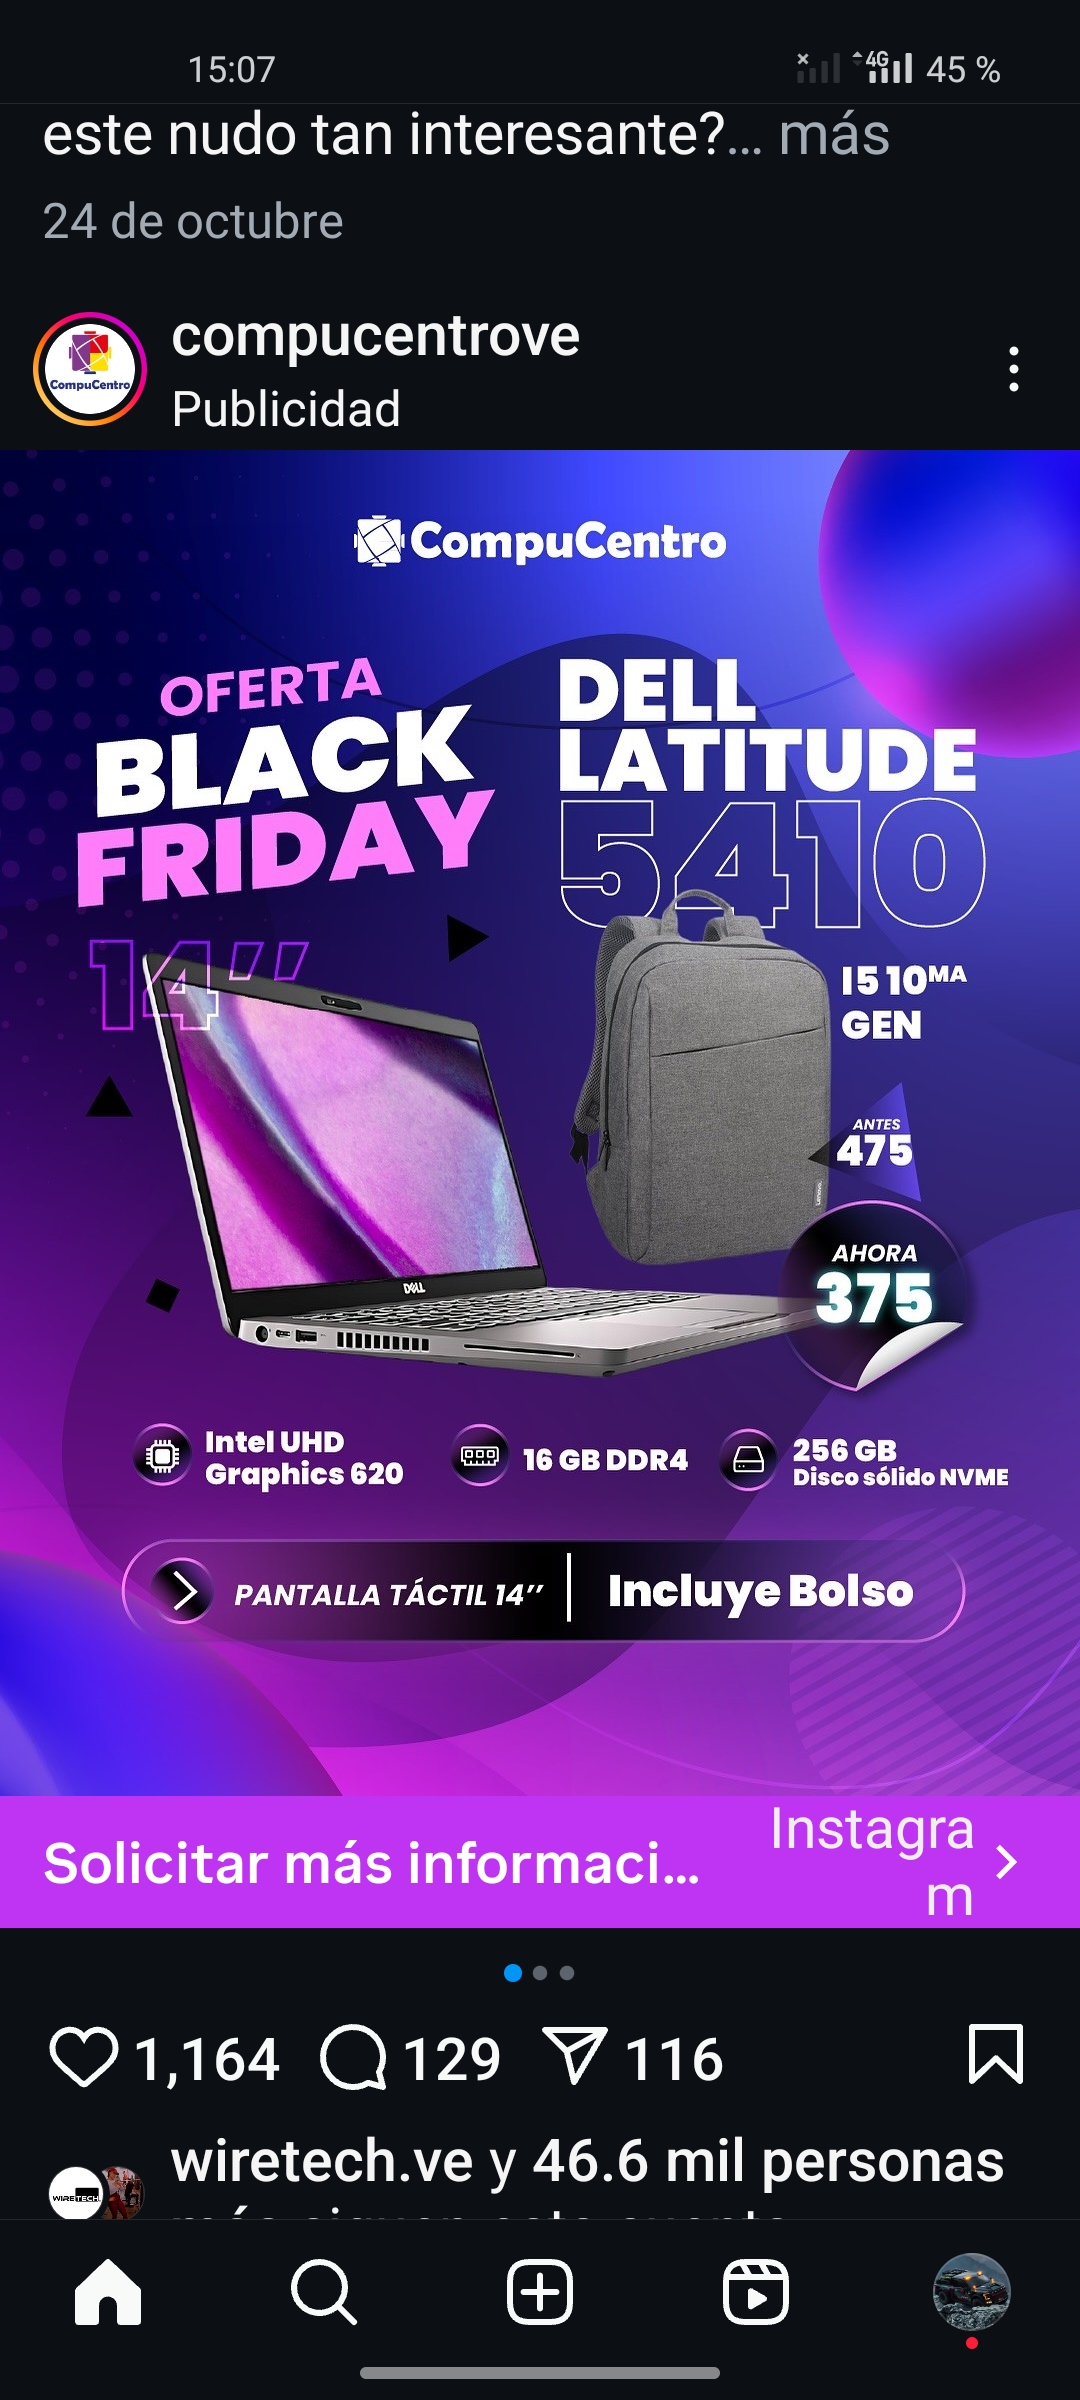 15:07
4G 45 %
este nudo tan interesante?... más
24 de octubre
compucentrove
Publicidad
CompuCentro
CompuCentro
OFERTA
BLACK
FRIDAY
DELL
LATITUDE
5410
14’’
I5 10MA
GEN
ANTES
475
AHORA
375
DELL
Lenovo
Intel UHD
Graphics 620
16 GB DDR4
256 GB
Disco sólido NVME
PANTALLA TÁCTIL 14’’
Incluye Bolso
Solicitar más informaci...
Instagra
m
1,164
129
116
WIRETECH
wiretech.ve y 46.6 mil personas